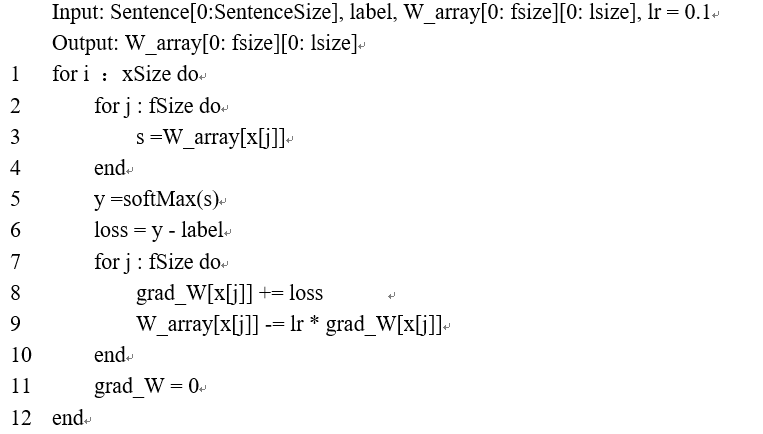 Input: Sentence[0:SentenceSize], label, W_array[0: fsize][0: lsize], lr = 0.1
Output: W_array[0: fsize][0: lsize]
1 for i ： xSize do
2 for j : fSize do
3 s =W_array[x[j]]
4 end
5 y =softMax(s)
6 loss = y - label
7 for j : fSize do
8 grad_W[x[j]] += loss
9 W_array[x[j]] -= lr * grad_W[x[j]]
10 end
11 grad_W = 0
12 end